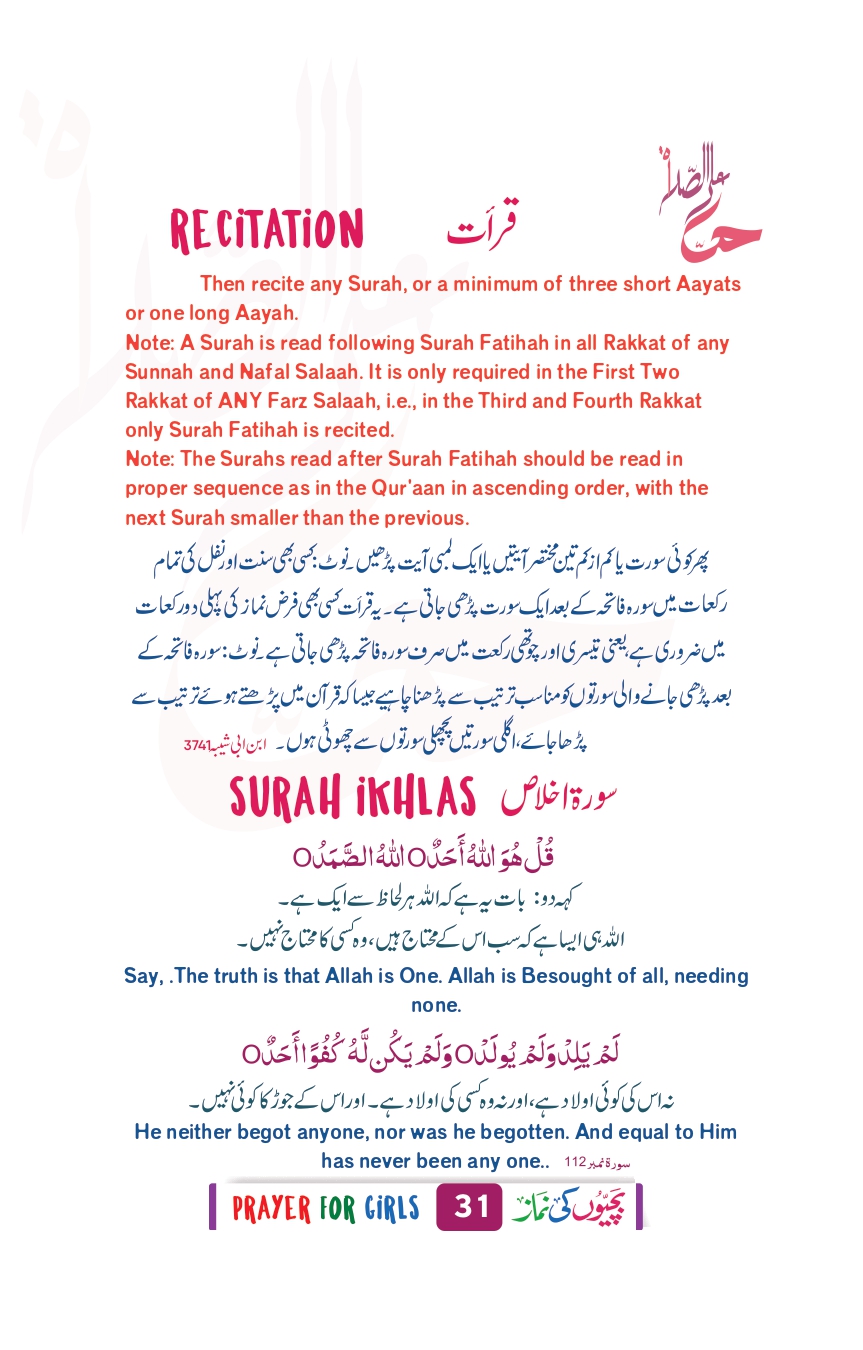 حی علی الصلاۃ
RECiTATiON قرأت
Then recite any Surah, or a minimum of three short Aayats
or one long Aayah.
Note: A Surah is read following Surah Fatihah in all Rakkat of any
Sunnah and Nafal Salaah. It is only required in the First Two
Rakkat of ANY Farz Salaah, i.e., in the Third and Fourth Rakkat
only Surah Fatihah is recited.
Note: The Surahs read after Surah Fatihah should be read in
proper sequence as in the Qur'aan in ascending order, with the
next Surah smaller than the previous.
پھر کوئی سورت یا کم از کم تین مختصر آیتیں یا ایک لمبی آیت پڑھیں۔ نوٹ: کسی بھی سنت اور نفل کی تمام
رکعات میں سورہ فاتحہ کے بعد ایک سورت پڑھی جاتی ہے۔ یہ قرأت کسی بھی فرض نماز کی پہلی دو رکعات
میں ضروری ہے، یعنی تیسری اور چوتھی رکعت میں صرف سورہ فاتحہ پڑھی جاتی ہے۔ نوٹ: سورہ فاتحہ کے
بعد پڑھی جانے والی سورتوں کو مناسب ترتیب سے پڑھنا چاہیے جیسا کہ قرآن میں پڑھتے ہوئے ترتیب سے
پڑھا جائے، اگلی سورتیں پچھلی سورتوں سے چھوٹی ہوں۔ ابن ابی شیبہ 3741
SURAH iKHLAS سورۃ اخلاص
قُلْ هُوَ اللهُ أَحَدٌ O اللهُ الصَّمَدُ O
کہہ دو: بات یہ ہے کہ اللہ ہر لحاظ سے ایک ہے۔
اللہ ہی ایسا ہے کہ سب اس کے محتاج ہیں، وہ کسی کا محتاج نہیں۔
Say, .The truth is that Allah is One. Allah is Besought of all, needing
none.
لَمْ يَلِدْ وَلَمْ يُولَدْ O وَلَمْ يَكُن لَّهُ كُفُوًا أَحَدٌ O
نہ اس کی کوئی اولاد ہے، اور نہ وہ کسی کی اولاد ہے۔ اور اس کے جوڑ کا کوئی نہیں۔
He neither begot anyone, nor was he begotten. And equal to Him
has never been any one.. سورۃ نمبر 112
PRAYER FOR GiRLS 31 بچیّوں کی نماز